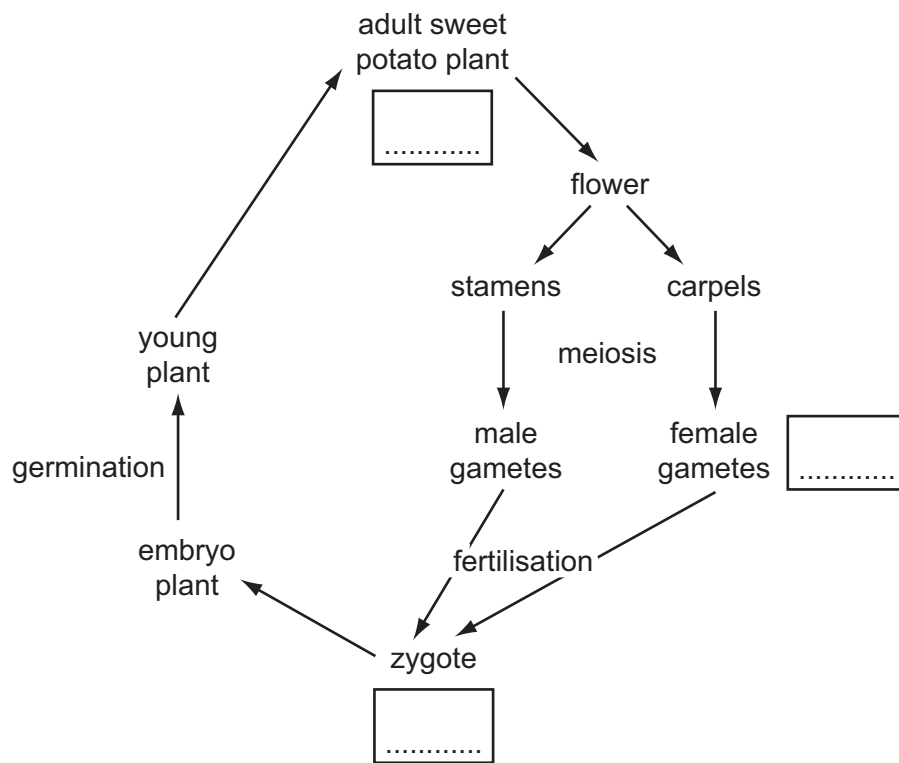 adult sweet
potato plant
............
flower
stamens
carpels
meiosis
young
plant
male
gametes
female
gametes
............
germination
embryo
plant
fertilisation
zygote
............